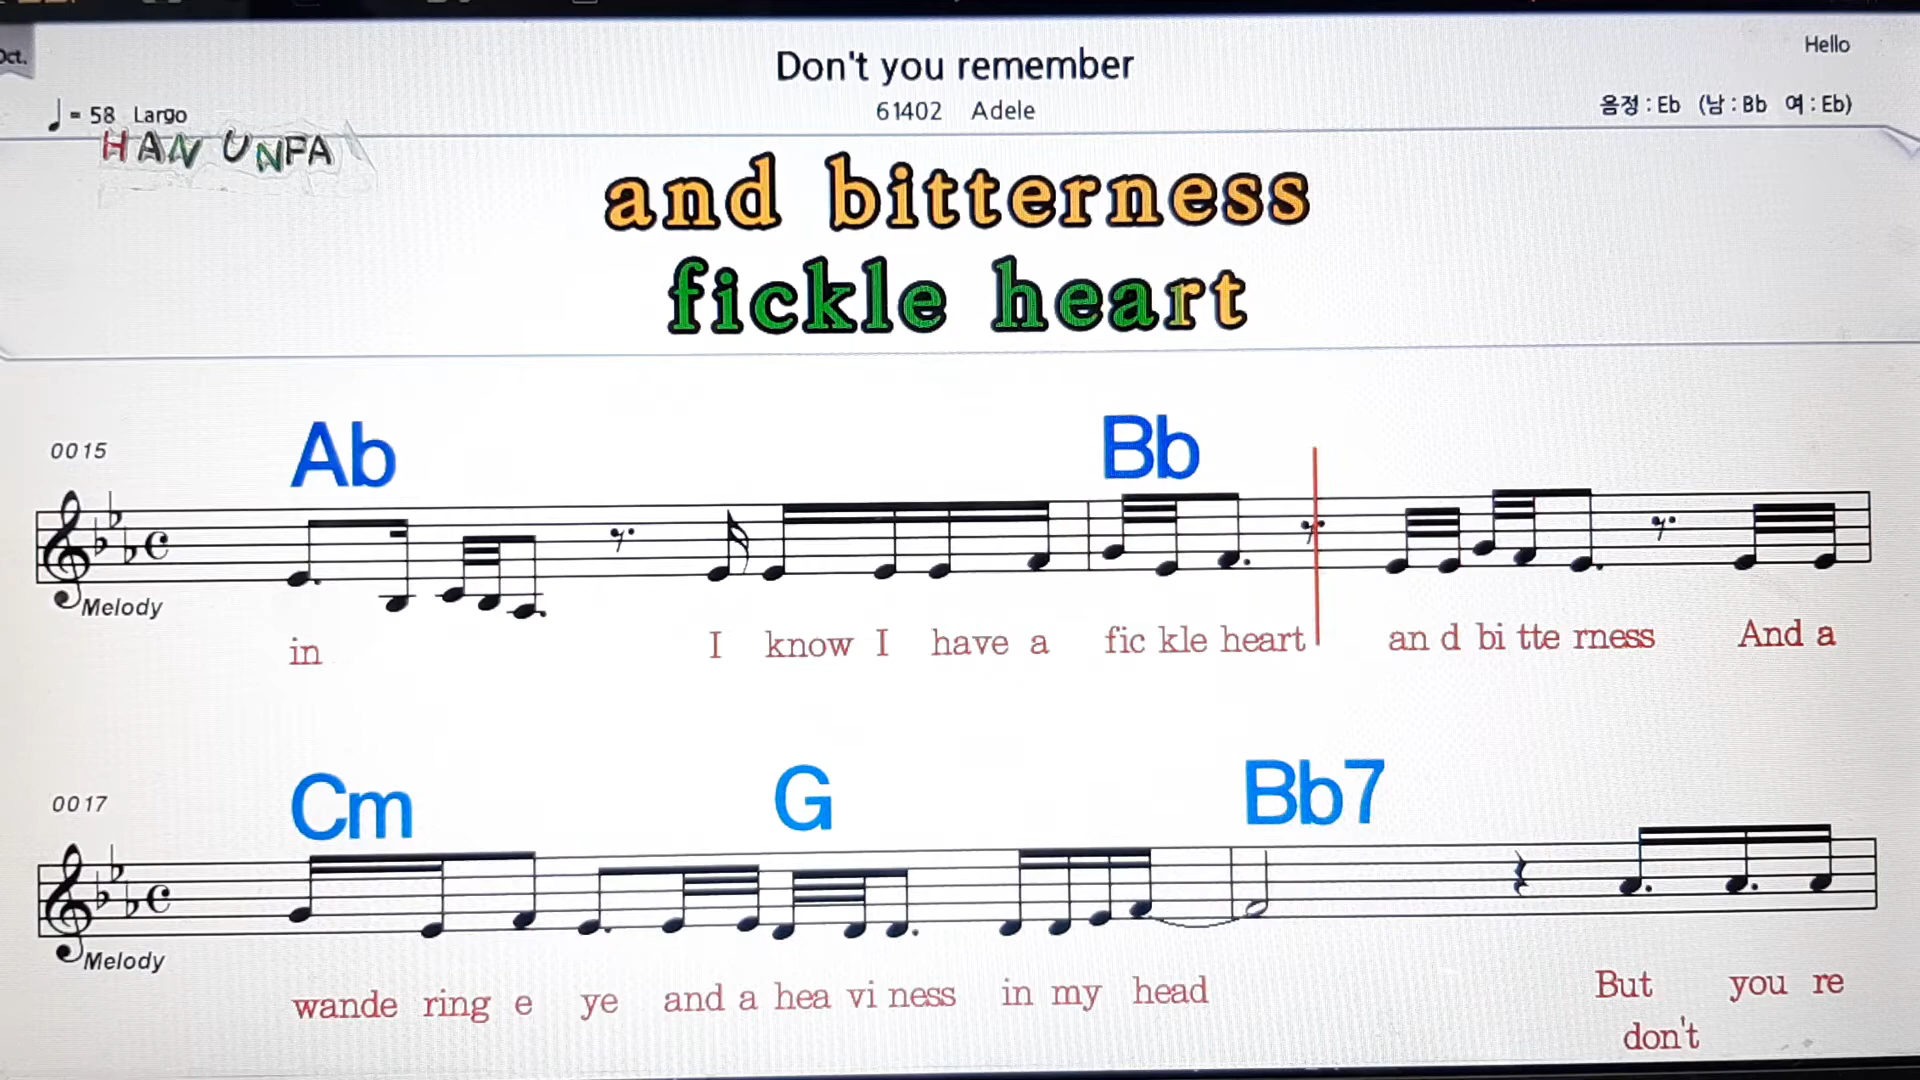 Oct.
Don't you remember
Hello
= 58 Largo
61402 Adele
음정 : Eb (남 : Bb 여 : Eb)
HAN UNPA
and bitterness
fickle heart
0015
Ab Bb
Melody
in I know I have a fic kle heart an d bi tte rness And a
0017
Cm G Bb7
Melody
wande ring e ye and a hea vi ness in my head But you re
don't